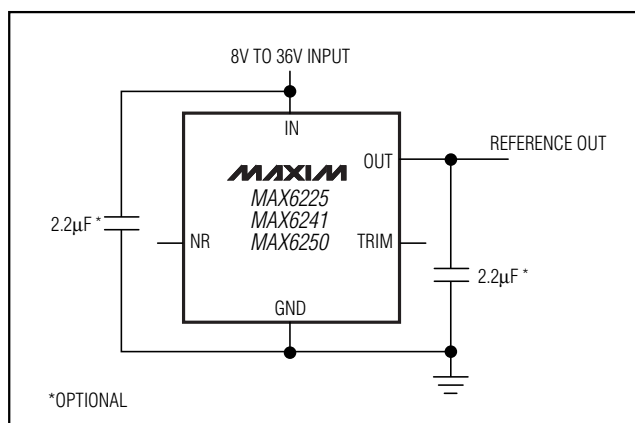 8V TO 36V INPUT
IN
OUT
REFERENCE OUT
MAXIM
MAX6225
MAX6241
MAX6250
2.2μF *
NR
TRIM
2.2μF *
GND
*OPTIONAL